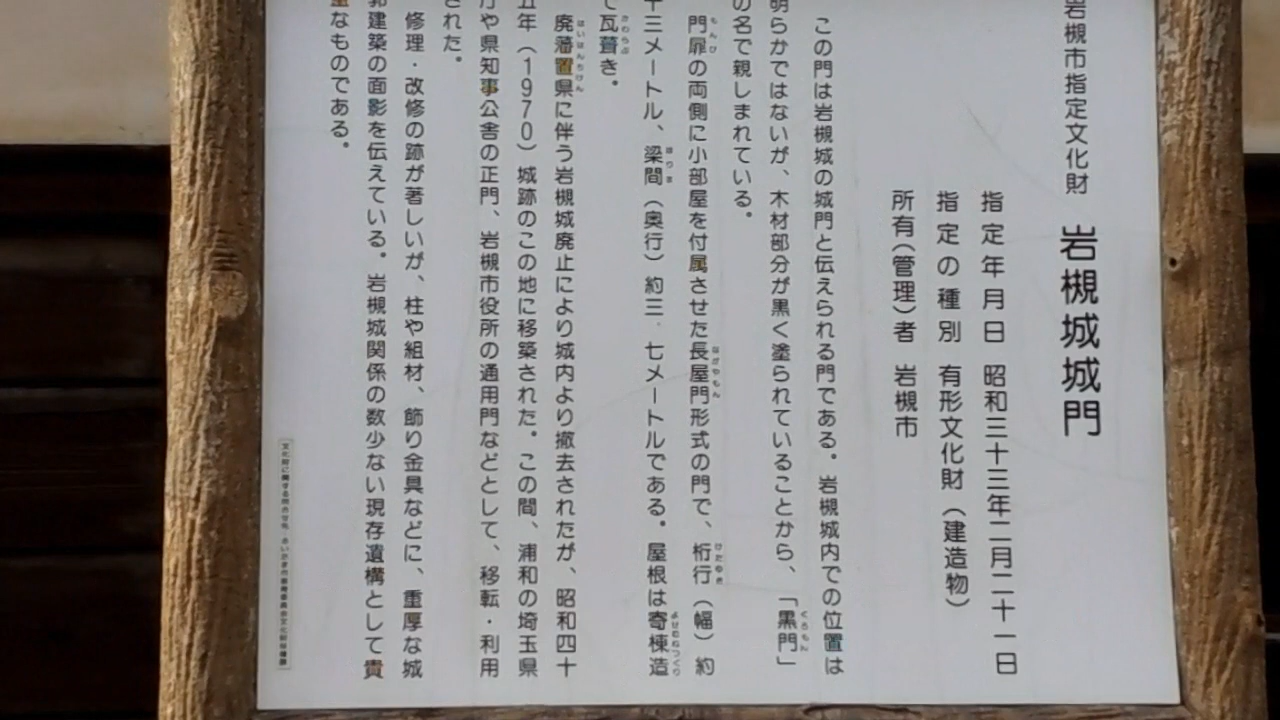 岩槻市指定文化財 岩槻城城門
指定年月日 昭和三十三年二月二十一日
指定の種別 有形文化財（建造物）
所有（管理）者 岩槻市
この門は岩槻城の城門と伝えられる門である。岩槻城内での位置は
明らかではないが、木材部分が黒く塗られていることから、「黒門」
の名で親しまれている。
門扉の両側に小部屋を付属させた長屋門形式の門で、桁行（幅）約
十三メートル、梁間（奥行）約三．七メートルである。屋根は寄棟造
で瓦葺き。
廃藩置県に伴う岩槻城廃止により城内より撤去されたが、昭和四十
五年（1970）城跡のこの地に移築された。この間、浦和の埼玉県
庁や県知事公舎の正門、岩槻市役所の通用門などとして、移転・利用
された。
修理・改修の跡が著しいが、柱や組材、飾り金具などに、重厚な城
郭建築の面影を伝えている。岩槻城関係の数少ない現存遺構として貴
重なものである。